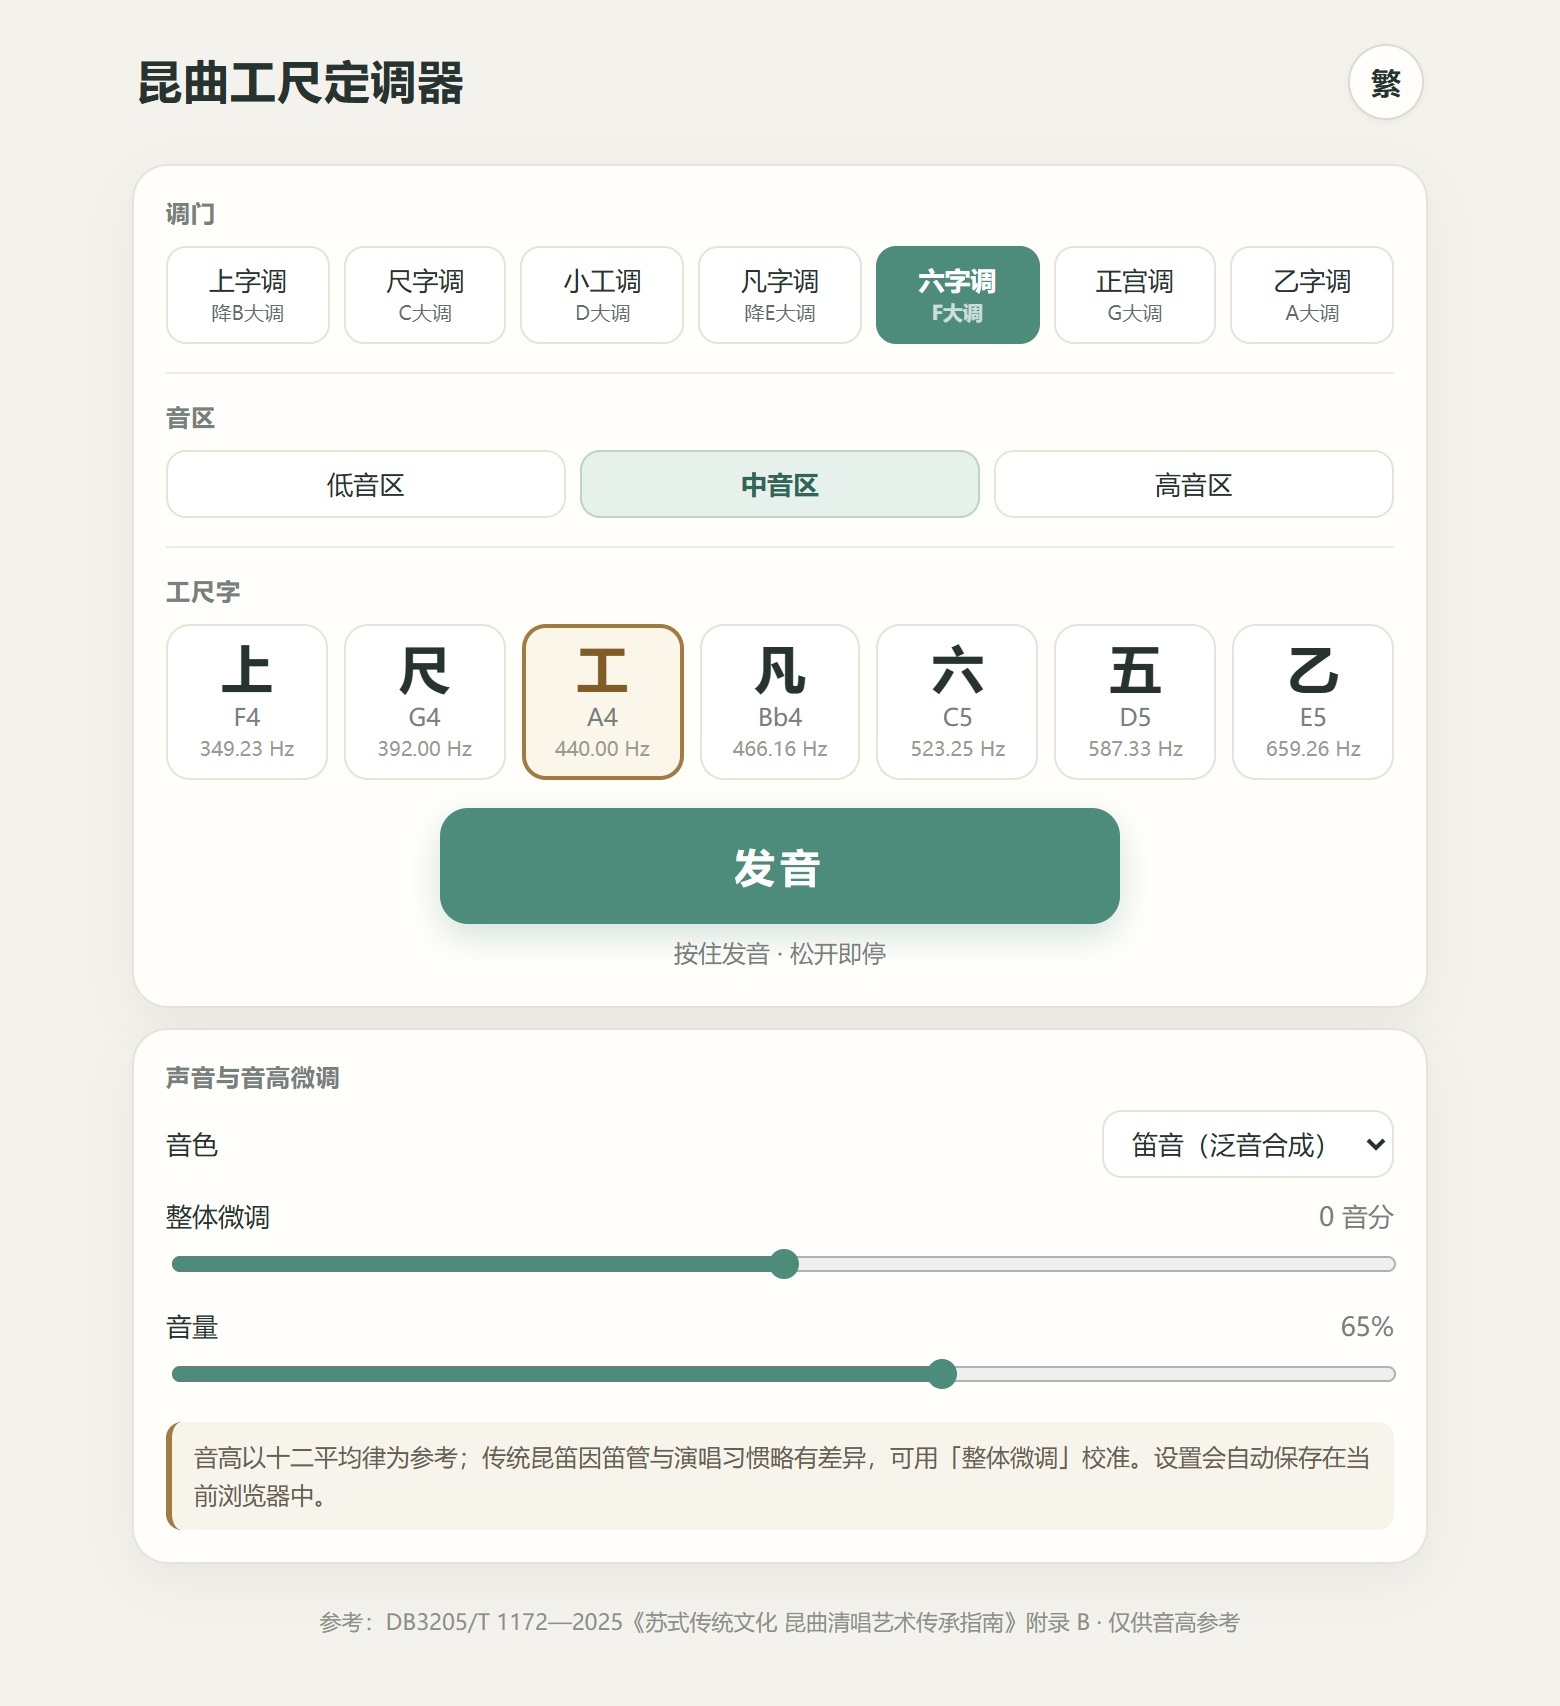 昆曲工尺定调器
繁
调门
上字调 尺字调 小工调 凡字调 六字调 正宫调 乙字调
降B大调 C大调 D大调 降E大调 F大调 G大调 A大调
音区
低音区 中音区 高音区
工尺字
上 尺 工 凡 六 五 乙
F4 G4 A4 Bb4 C5 D5 E5
349.23 Hz 392.00 Hz 440.00 Hz 466.16 Hz 523.25 Hz 587.33 Hz 659.26 Hz
发音
按住发音 · 松开即停
声音与音高微调
音色 笛音（泛音合成）
整体微调 0 音分
音量 65%
音高以十二平均律为参考；传统昆笛因笛管与演唱习惯略有差异，可用「整体微调」校准。设置会自动保存在当
前浏览器中。
参考：DB3205/T 1172—2025《苏式传统文化 昆曲清唱艺术传承指南》附录 B · 仅供音高参考